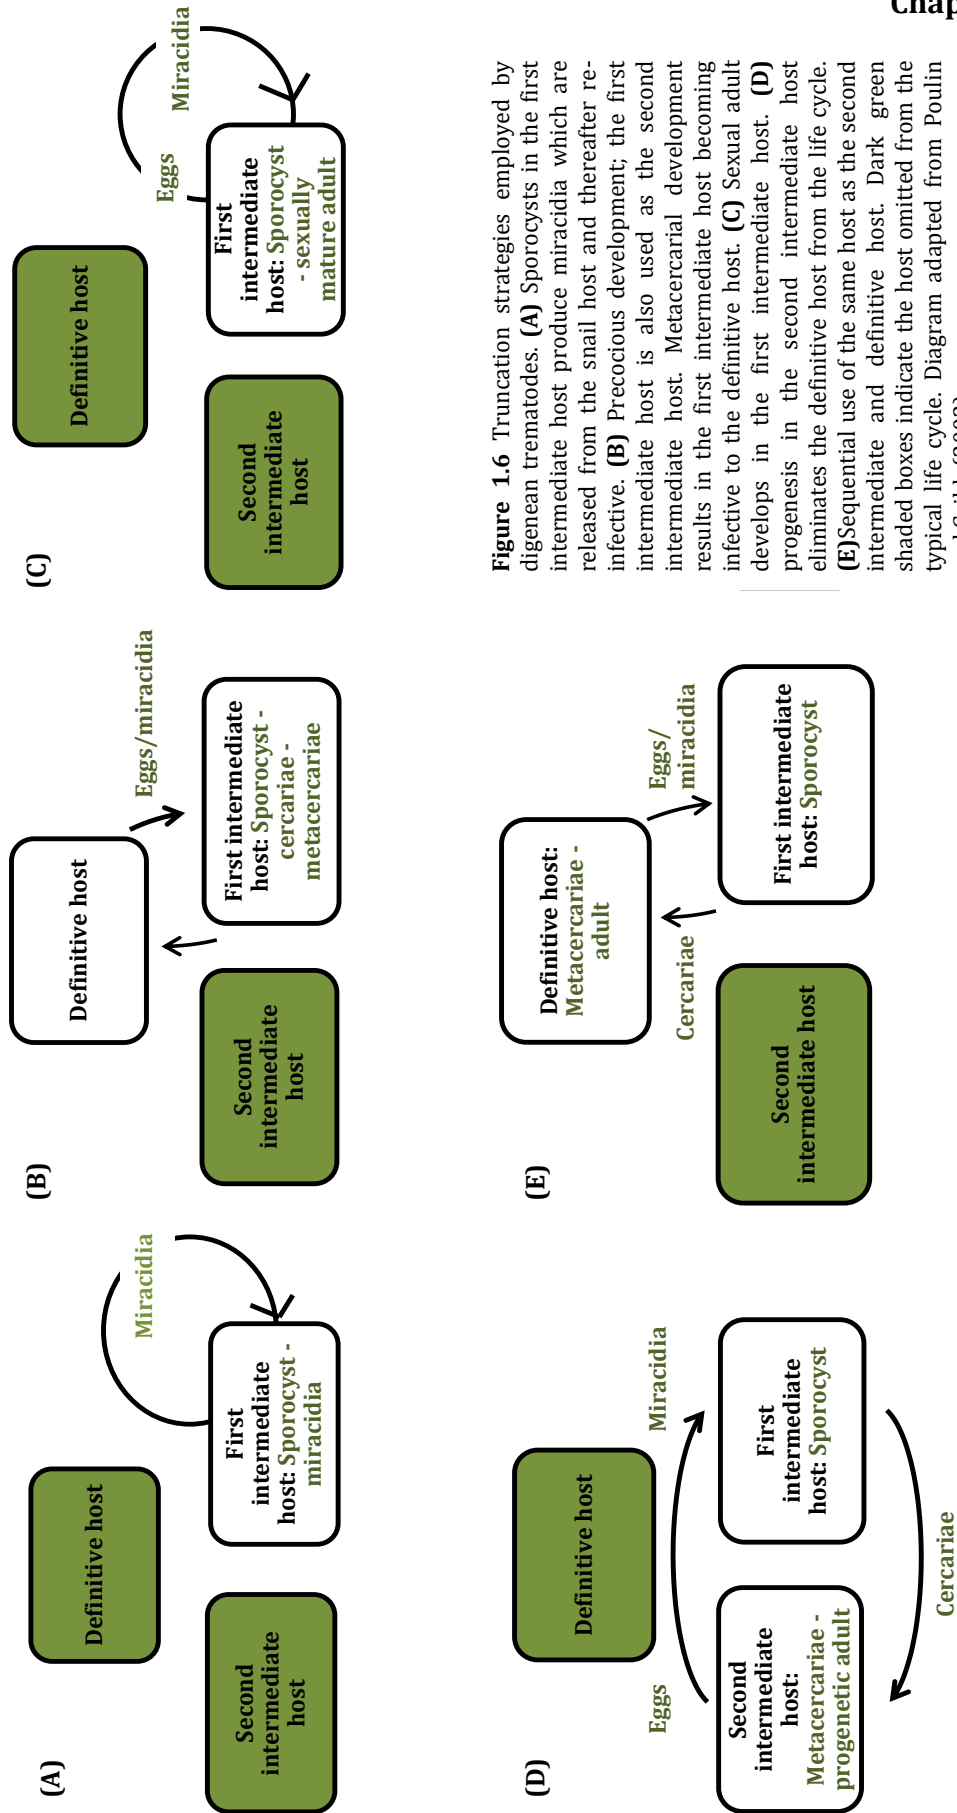 Chap
(A)
Definitive host
Second
intermediate
host
First
intermediate
host: Sporocyst -
miracidia
Miracidia
(B)
Definitive host
Second
intermediate
host
First intermediate
host: Sporocyst -
cercariae -
metacercariae
Eggs/miracidia
(C)
Definitive host
Second
intermediate
host
First
intermediate
host: Sporocyst
- sexually
mature adult
Eggs
Miracidia
(D)
Definitive host
Second
intermediate
host:
Metacercariae -
progenetic adult
First
intermediate
host: Sporocyst
Eggs
Miracidia
Cercariae
(E)
Definitive host:
Metacercariae -
adult
Second
intermediate host
First intermediate
host: Sporocyst
Cercariae
Eggs/
miracidia
Figure 1.6 Truncation strategies employed by
digenean trematodes. (A) Sporocysts in the first
intermediate host produce miracidia which are
released from the snail host and thereafter re-
infective. (B) Precocious development; the first
intermediate host is also used as the second
intermediate host. Metacercarial development
results in the first intermediate host becoming
infective to the definitive host. (C) Sexual adult
develops in the first intermediate host. (D)
progenesis in the second intermediate host
eliminates the definitive host from the life cycle.
(E)Sequential use of the same host as the second
intermediate and definitive host. Dark green
shaded boxes indicate the host omitted from the
typical life cycle. Diagram adapted from Poulin